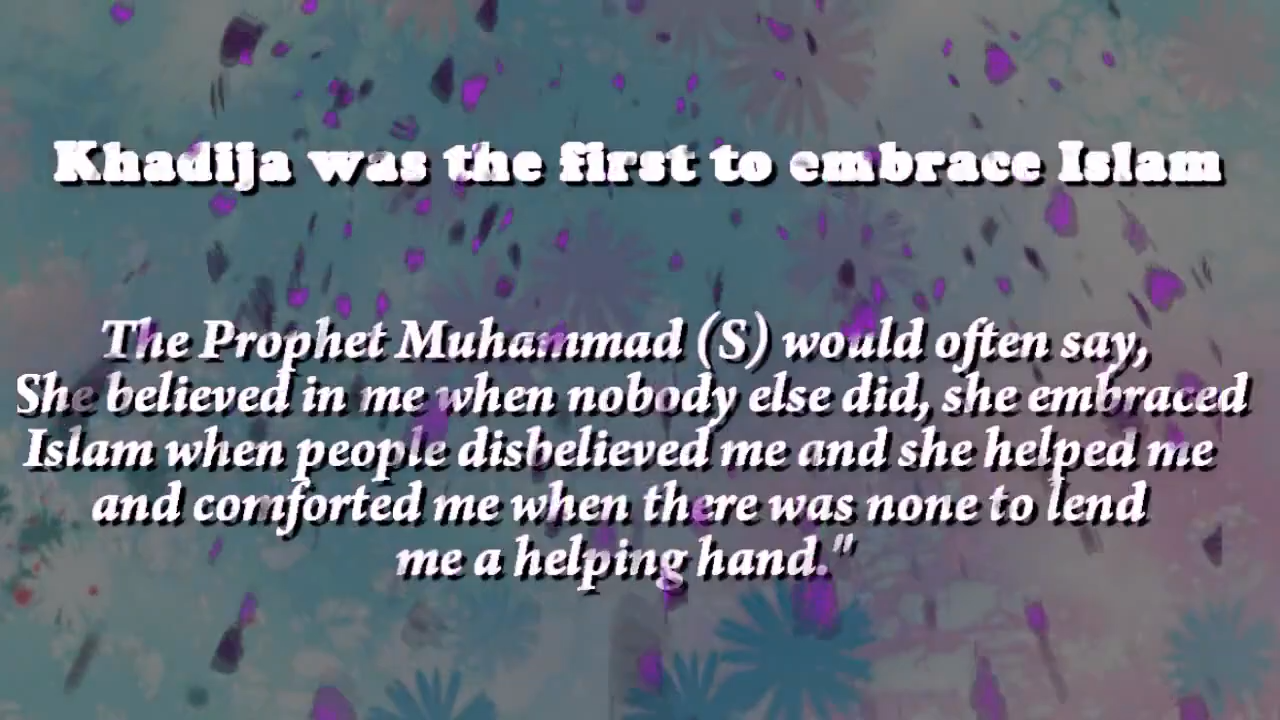 Khadija was the first to embrace Islam
The Prophet Muhammad (S) would often say,
She believed in me when nobody else did, she embraced
Islam when people disbelieved me and she helped me
and comforted me when there was none to lend
me a helping hand."